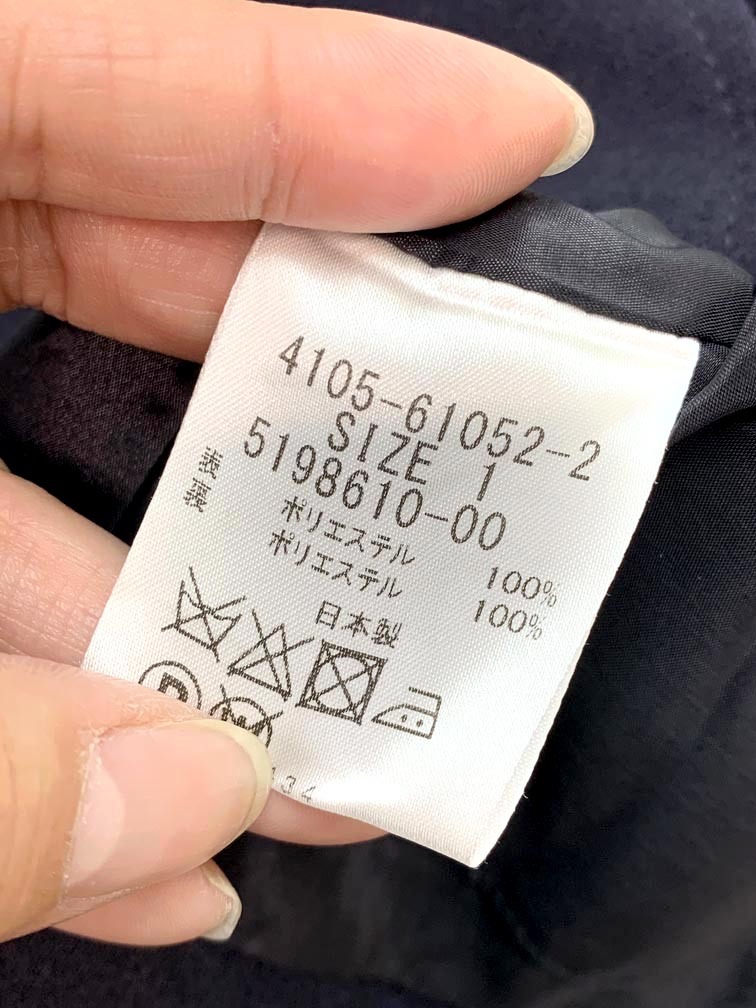 4105-61052-2
SIZE 1
5198610-00
表 ポリエステル 100%
裏 ポリエステル 100%
日本製
P
34